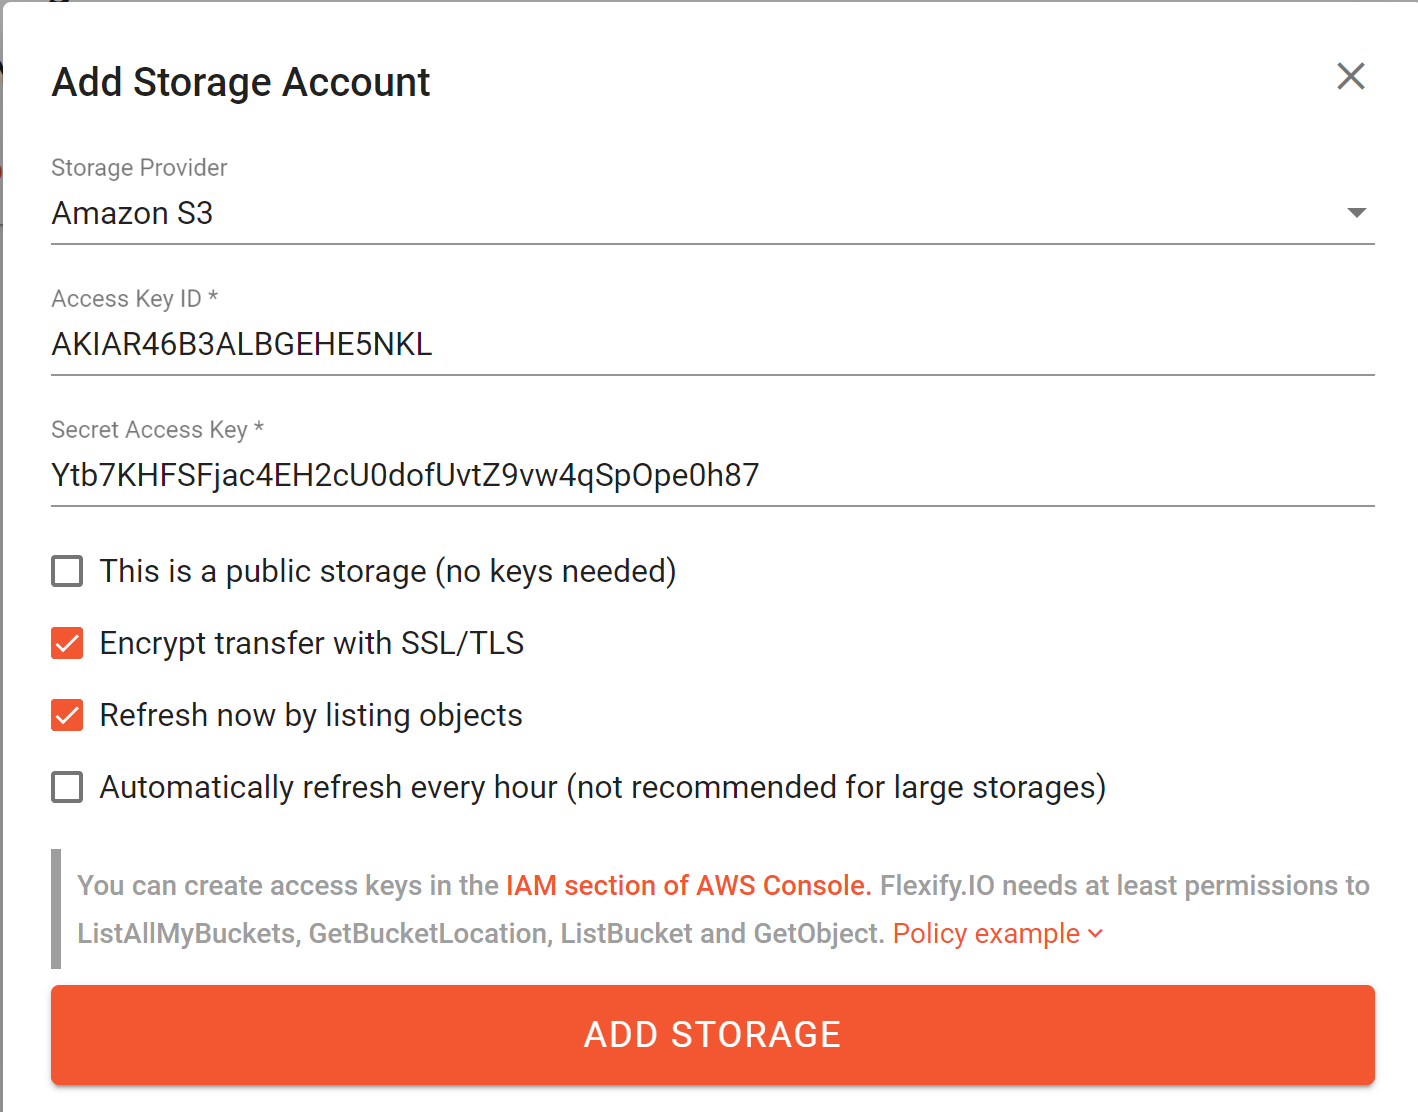 Add Storage Account
Storage Provider
Amazon S3
Access Key ID *
AKIAR46B3ALBGEHE5NKL
Secret Access Key *
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
This is a public storage (no keys needed)
Encrypt transfer with SSL/TLS
Refresh now by listing objects
Automatically refresh every hour (not recommended for large storages)
You can create access keys in the IAM section of AWS Console. Flexify.IO needs at least permissions to
ListAllMyBuckets, GetBucketLocation, ListBucket and GetObject. Policy example
ADD STORAGE